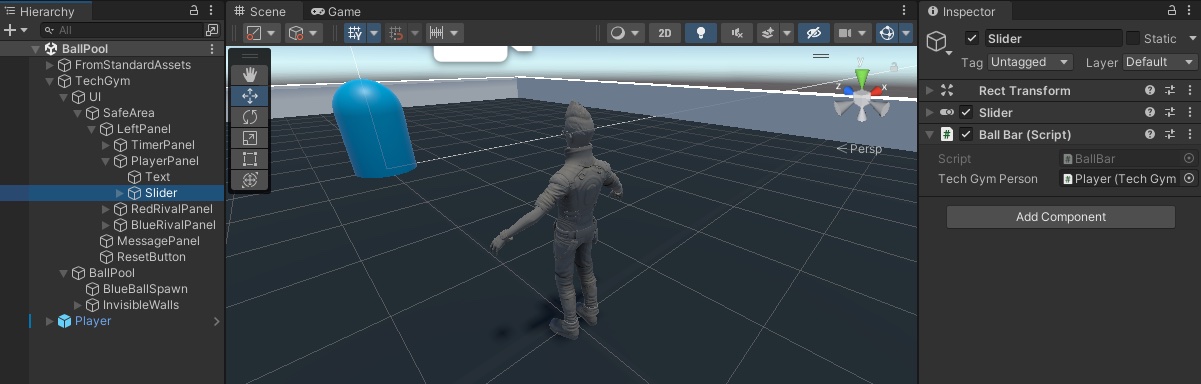 Hierarchy
All
BallPool
FromStandardAssets
TechGym
UI
SafeArea
LeftPanel
TimerPanel
PlayerPanel
Text
Slider
RedRivalPanel
BlueRivalPanel
MessagePanel
ResetButton
BallPool
BlueBallSpawn
InvisibleWalls
Player
Scene Game
2D
y
z x
Persp
Inspector
Slider Static
Tag Untagged Layer Default
Rect Transform
Slider
# Ball Bar (Script)
Script # BallBar
Tech Gym Person # Player (Tech Gym
Add Component